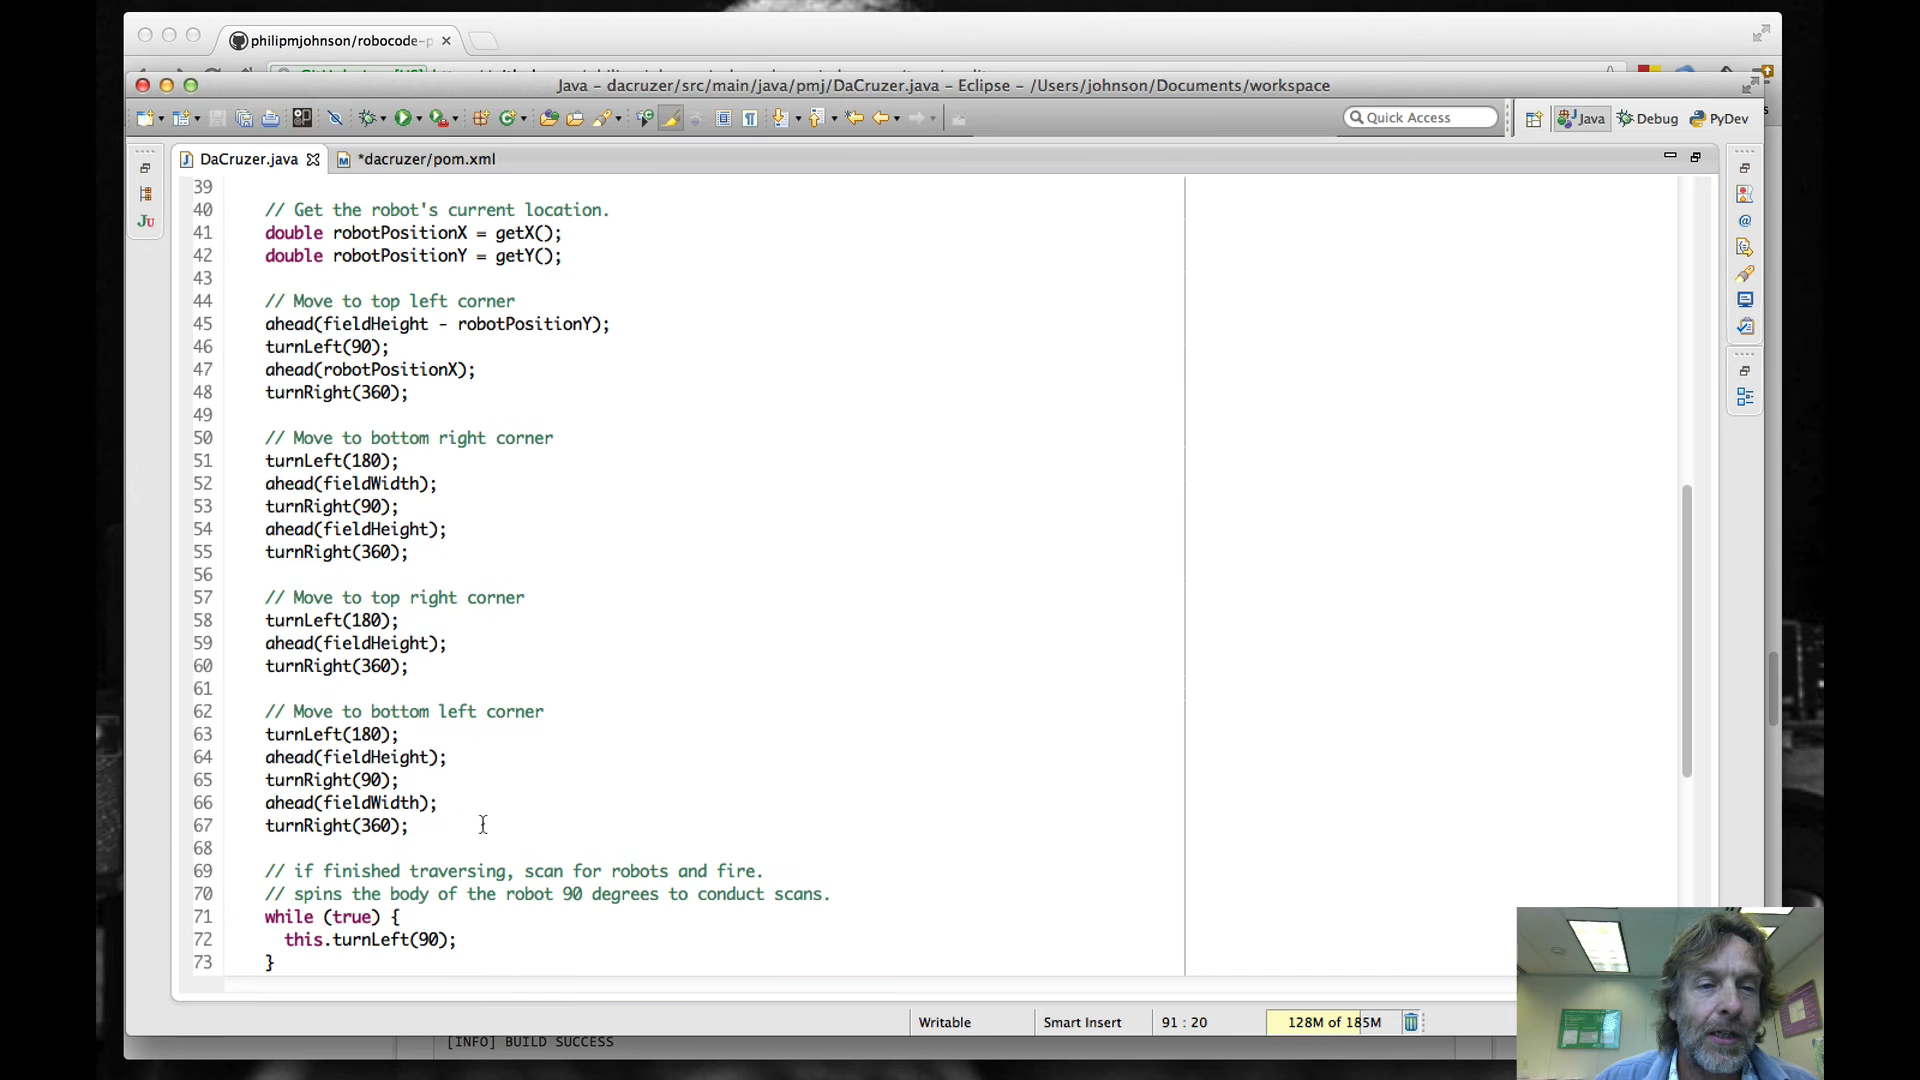 philipmjohnson/robocode-p
Java - dacruzer/src/main/java/pmj/DaCruzer.java - Eclipse - /Users/johnson/Documents/workspace
Quick Access
Java
Debug
PyDev
DaCruzer.java
*dacruzer/pom.xml
39
40 // Get the robot's current location.
41 double robotPositionX = getX();
42 double robotPositionY = getY();
43
44 // Move to top left corner
45 ahead(fieldHeight - robotPositionY);
46 turnLeft(90);
47 ahead(robotPositionX);
48 turnRight(360);
49
50 // Move to bottom right corner
51 turnLeft(180);
52 ahead(fieldWidth);
53 turnRight(90);
54 ahead(fieldHeight);
55 turnRight(360);
56
57 // Move to top right corner
58 turnLeft(180);
59 ahead(fieldHeight);
60 turnRight(360);
61
62 // Move to bottom left corner
63 turnLeft(180);
64 ahead(fieldHeight);
65 turnRight(90);
66 ahead(fieldWidth);
67 turnRight(360);
68
69 // if finished traversing, scan for robots and fire.
70 // spins the body of the robot 90 degrees to conduct scans.
71 while (true) {
72 this.turnLeft(90);
73 }
Writable
Smart Insert
91 : 20
128M of 185M
[INFO] BUILD SUCCESS